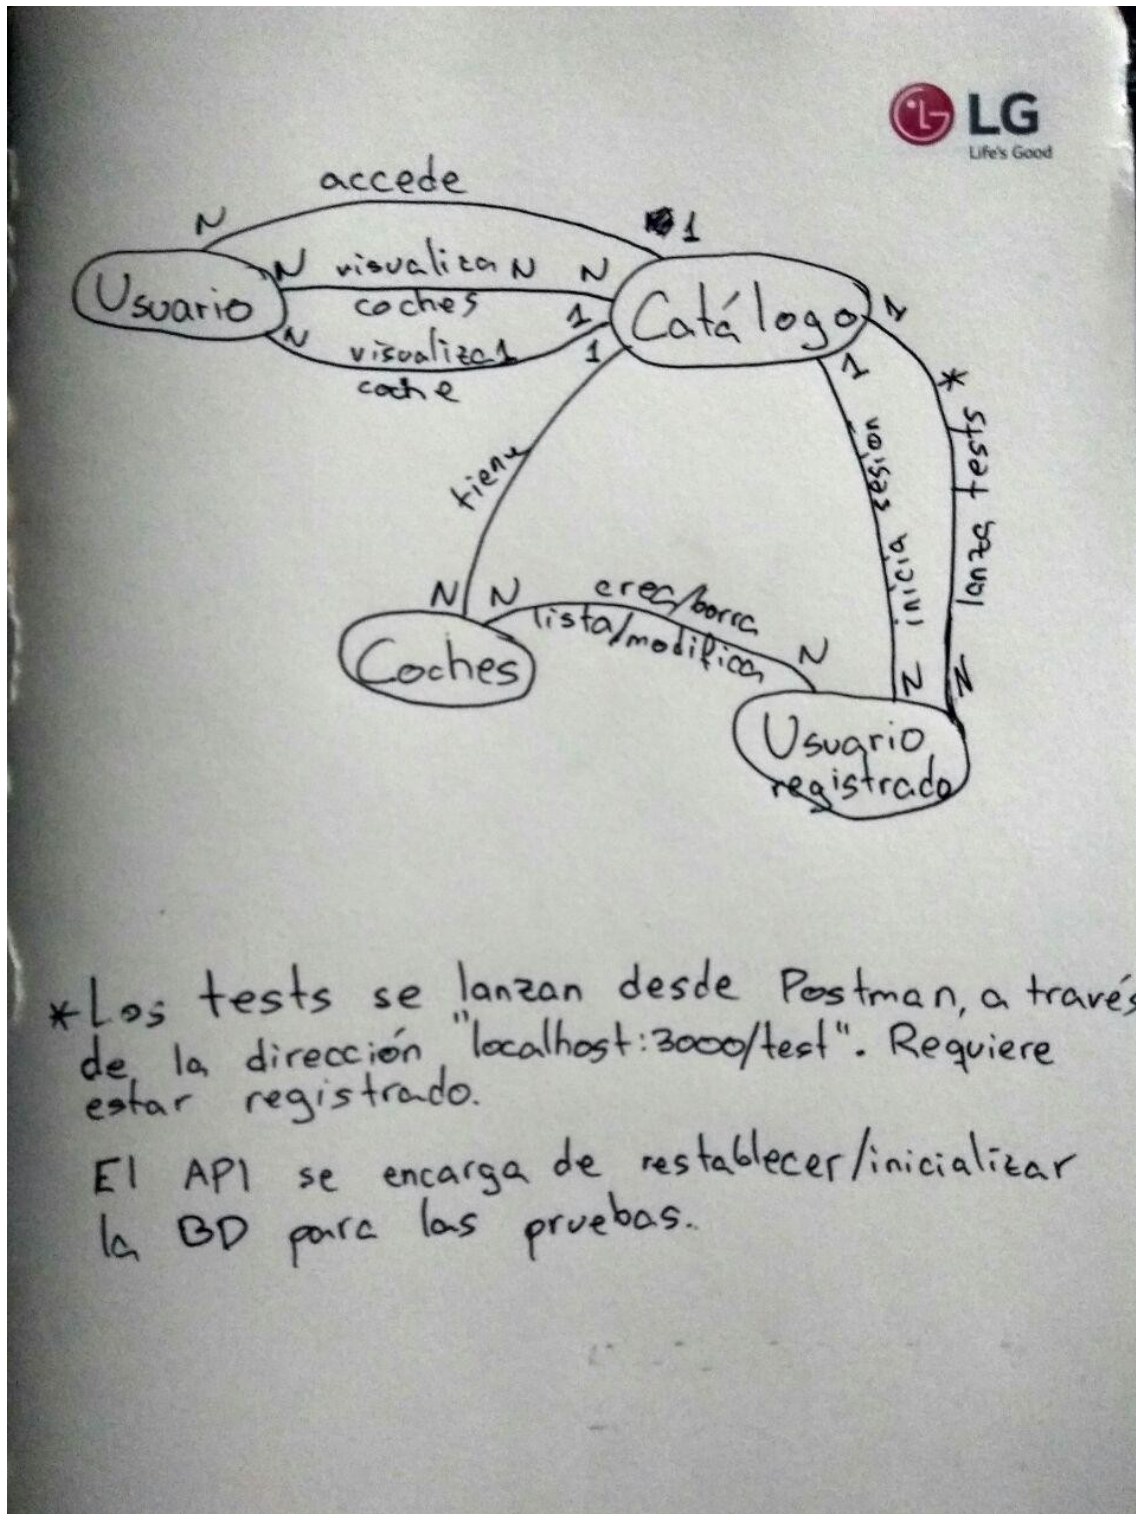 LG
Life's Good
accede
N
1
N visualiza N N
coches
Usuario
Catálogo
N visualiza 1 1
coche
1
1
1
*
tiene
inicia sesion
lanza tests
N
N
crea/borra
lista/modifica
N
N
N
Coches
Usuario
registrado
*Los tests se lanzan desde Postman, a través
de la dirección "localhost:3000/test". Requiere
estar registrado.
El API se encarga de restablecer/inicializar
la BD para las pruebas.